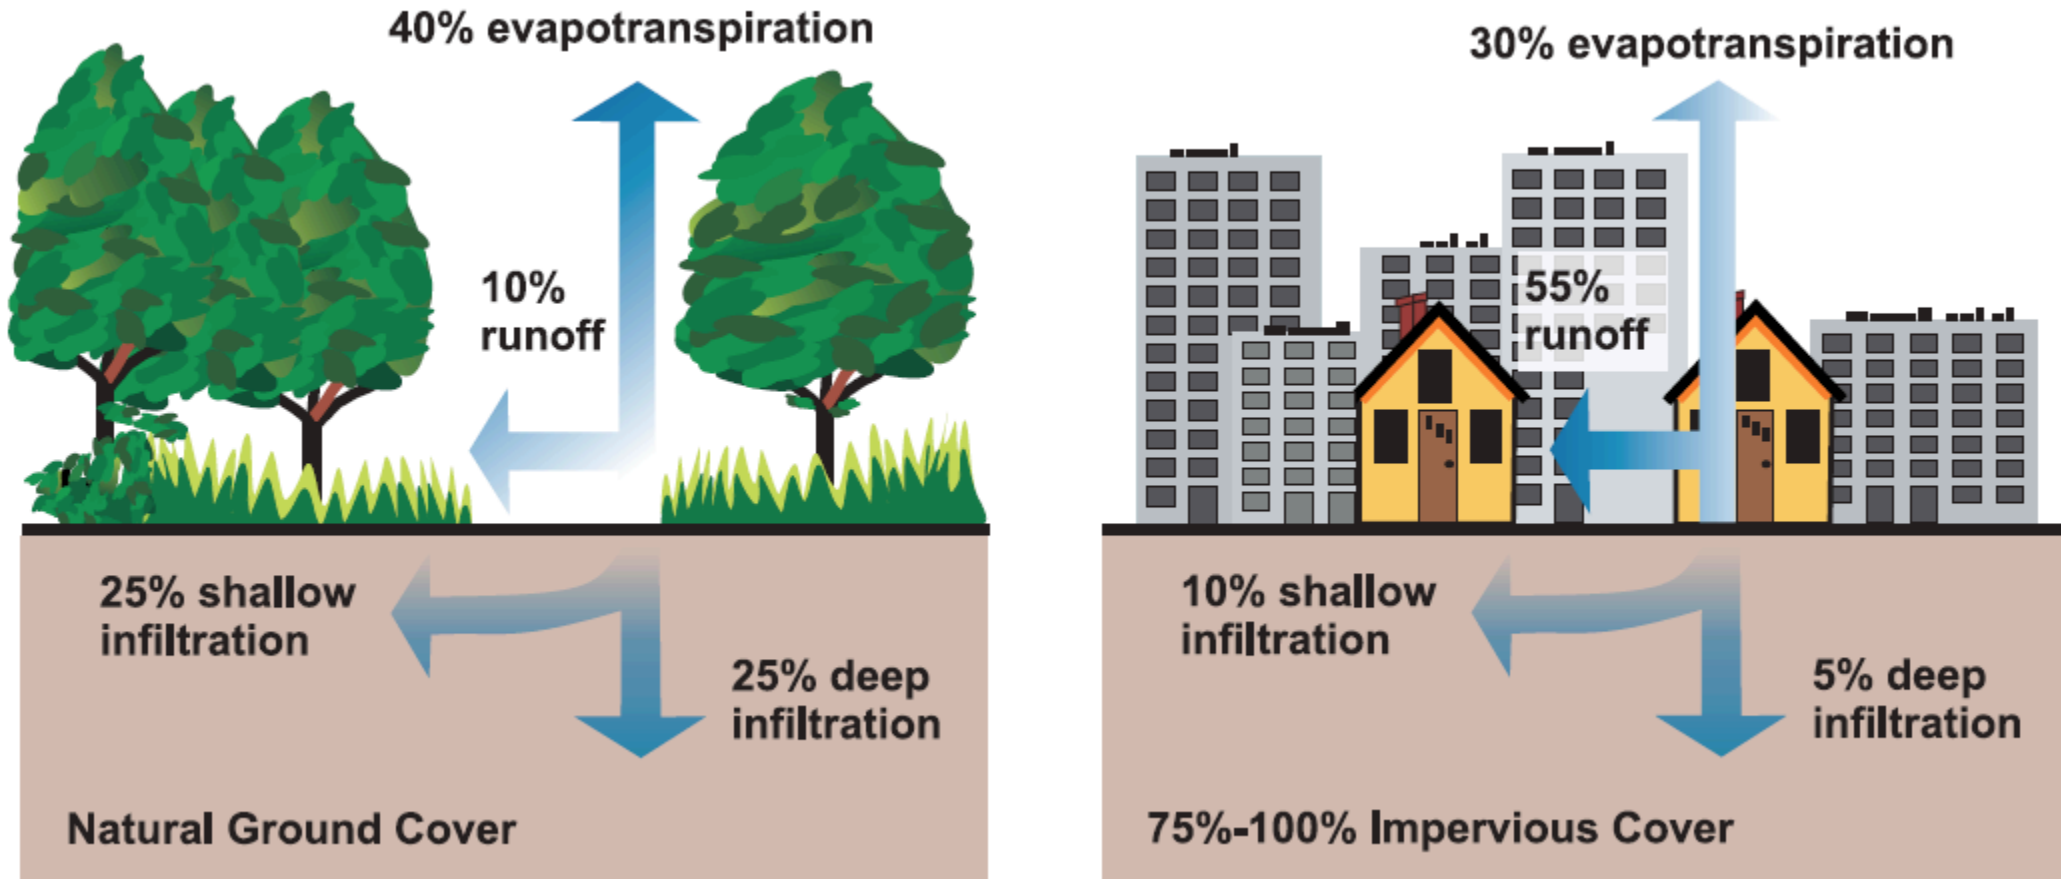 40% evapotranspiration
10%
runoff
25% shallow
infiltration
25% deep
infiltration
Natural Ground Cover
30% evapotranspiration
55%
runoff
10% shallow
infiltration
5% deep
infiltration
75%-100% Impervious Cover